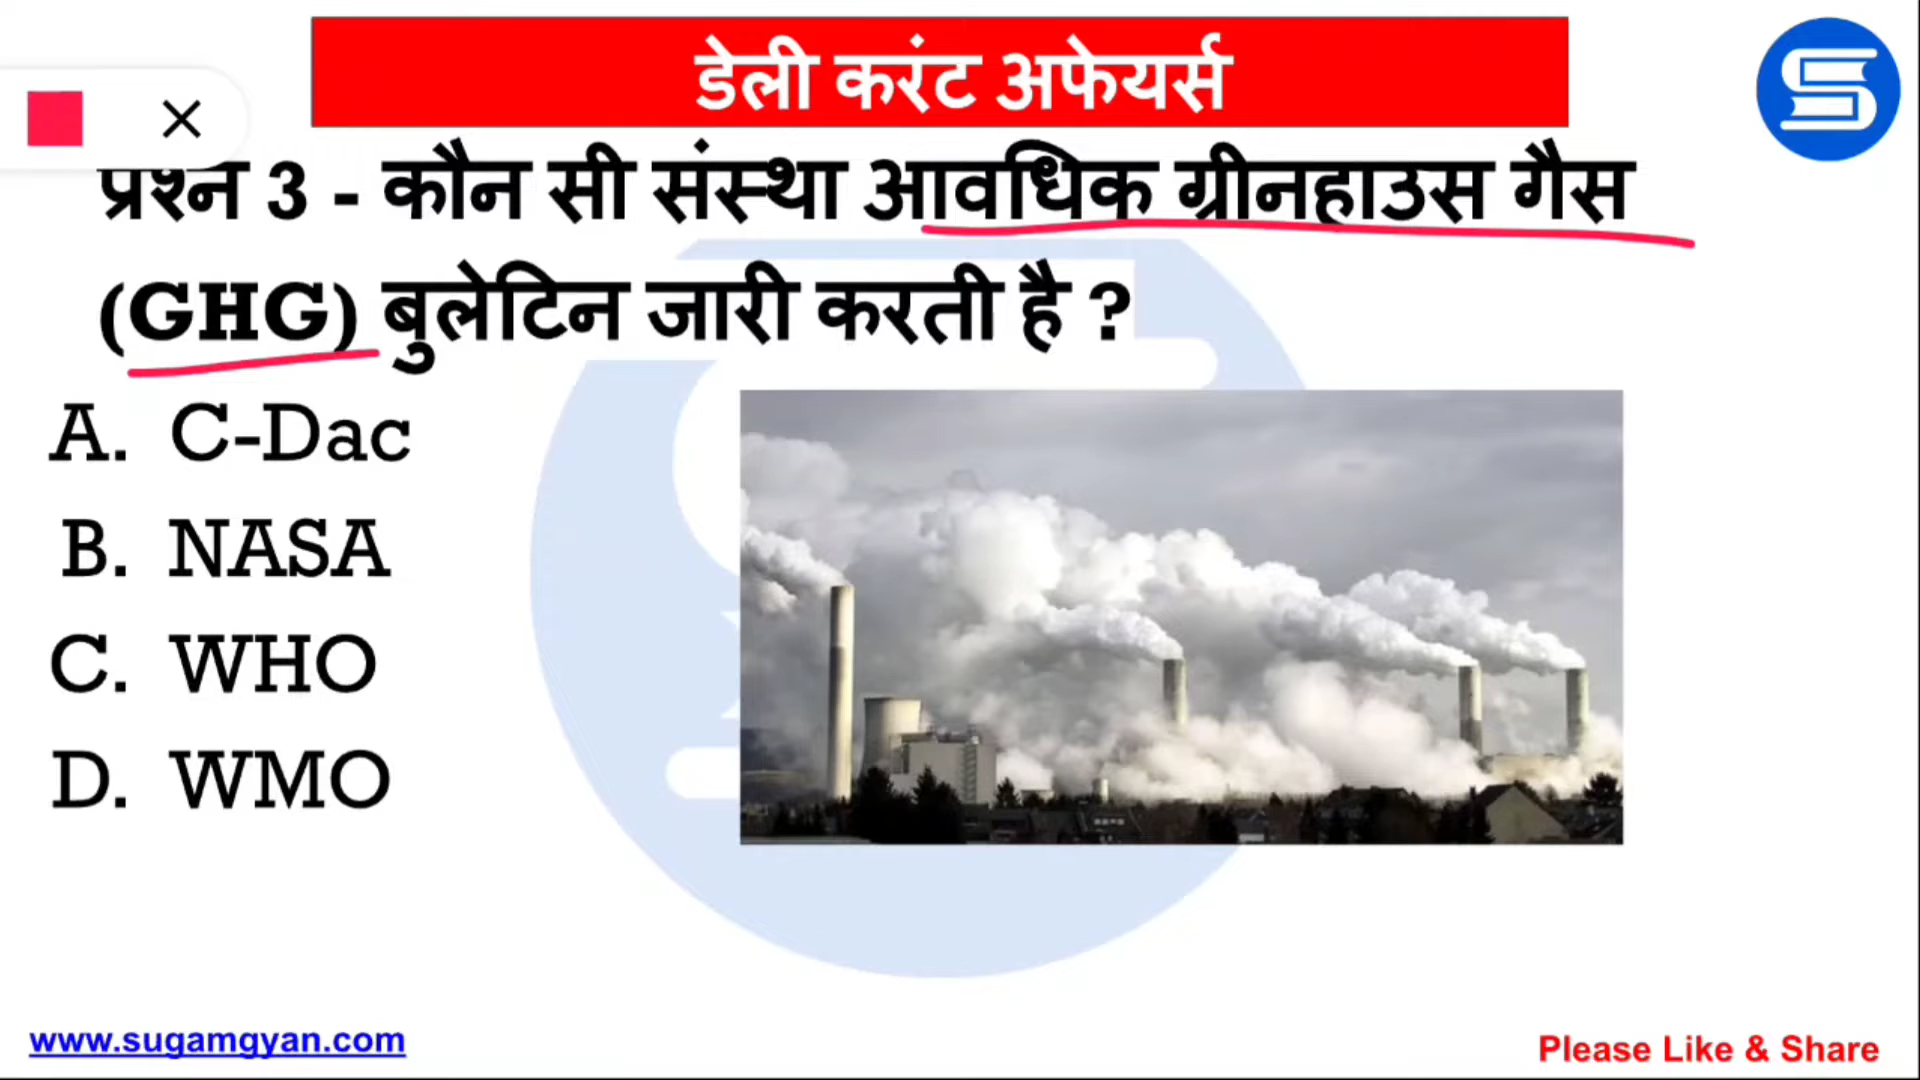 डेली करंट अफेयर्स
प्रश्न 3 - कौन सी संस्था आवधिक ग्रीनहाउस गैस
(GHG) बुलेटिन जारी करती है ?
A. C-Dac
B. NASA
C. WHO
D. WMO
www.sugamgyan.com
Please Like & Share